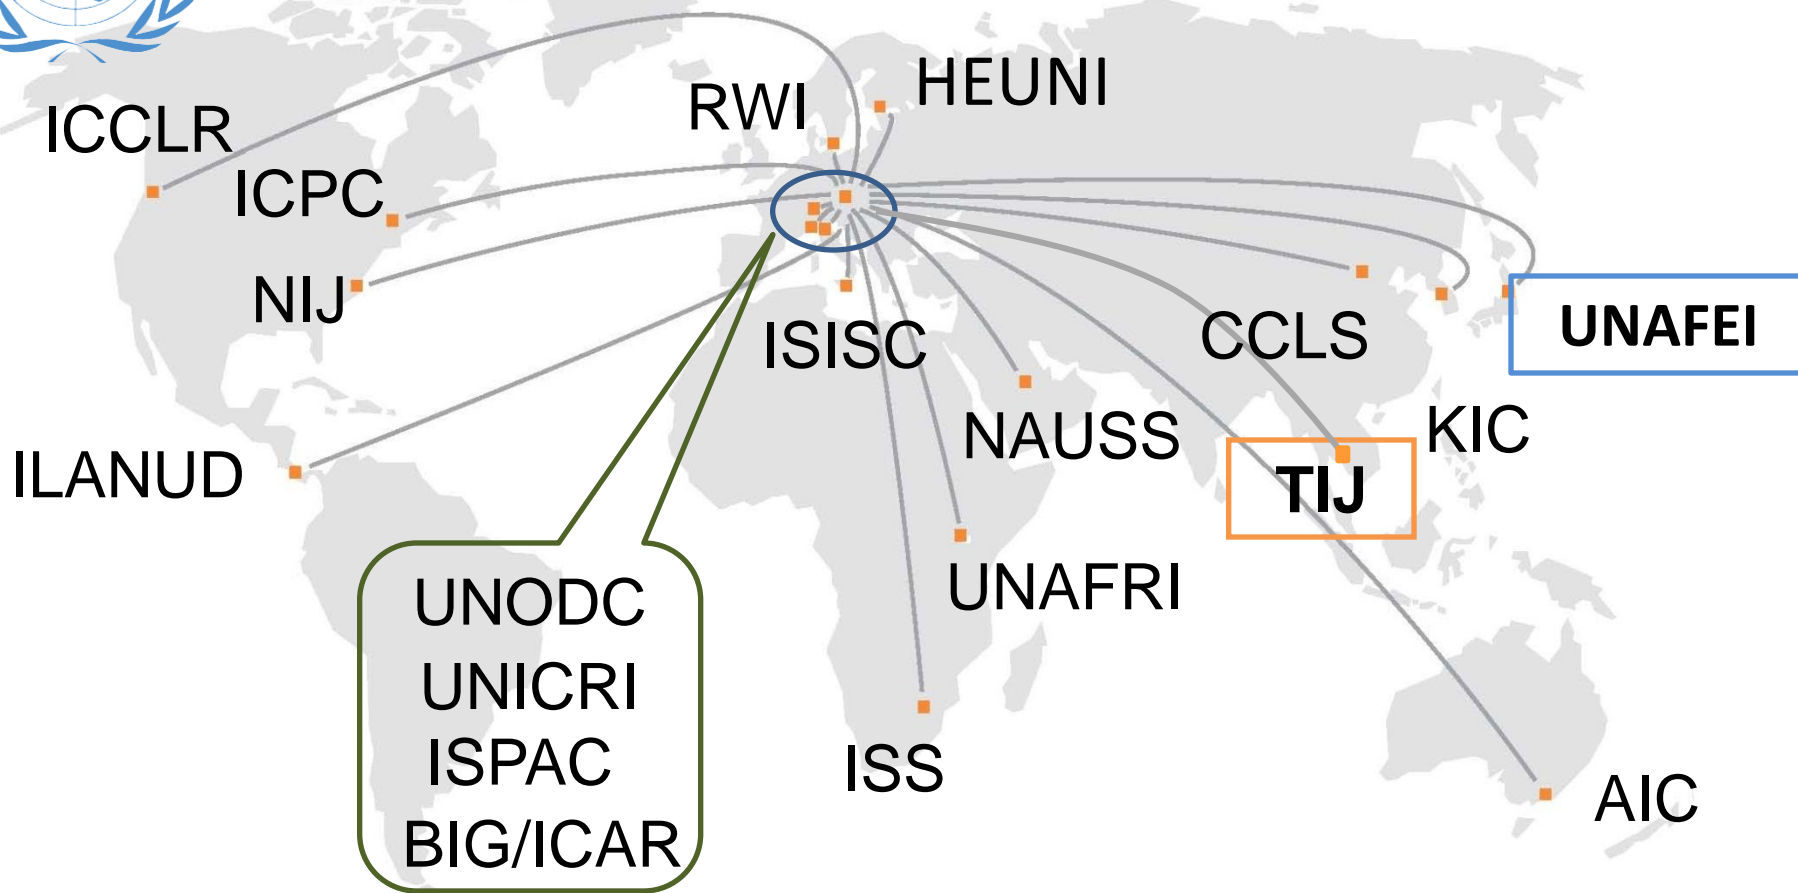 HEUNI
RWI
ICCLR
ICPC
NIJ
ISISC
CCLS
UNAFEI
NAUSS
KIC
ILANUD
TIJ
UNODC
UNICRI
ISPAC
BIG/ICAR
UNAFRI
ISS
AIC